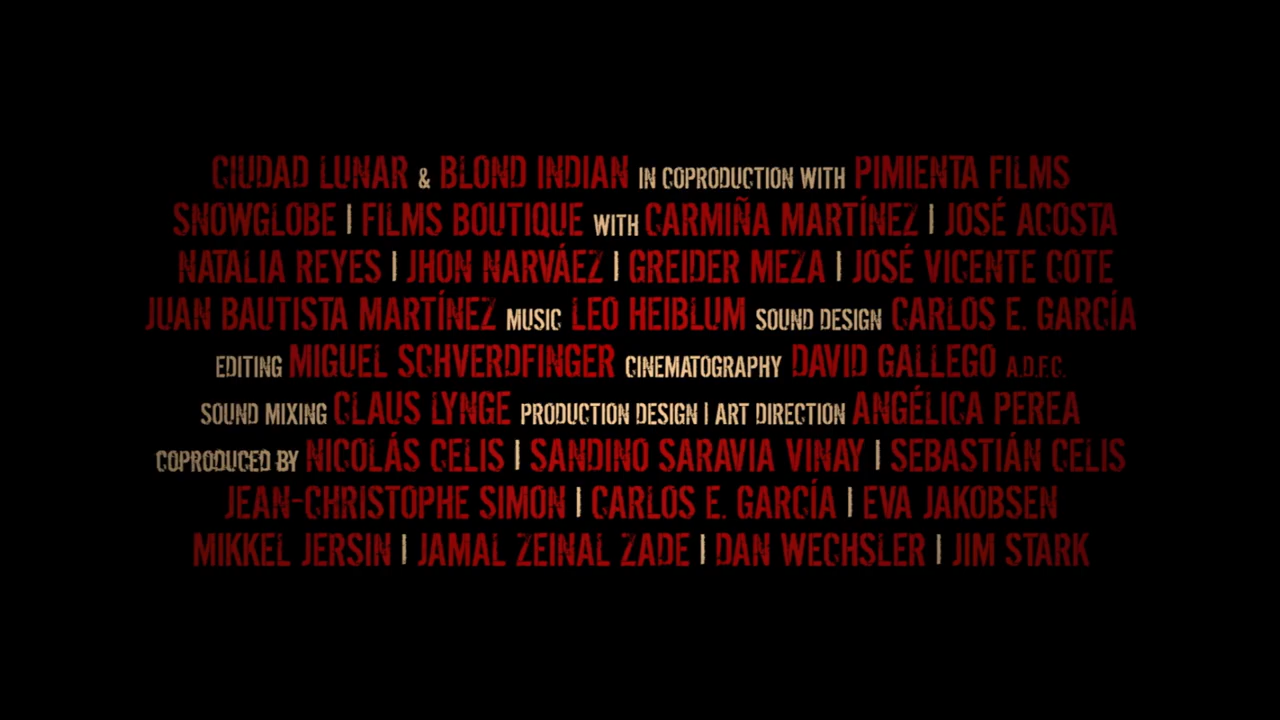 CIUDAD LUNAR & BLOND INDIAN IN COPRODUCTION WITH PIMIENTA FILMS
SNOWGLOBE | FILMS BOUTIQUE WITH CARMIÑA MARTÍNEZ | JOSÉ ACOSTA
NATALIA REYES | JHON NARVÁEZ | GREIDER MEZA | JOSÉ VICENTE COTE
JUAN BAUTISTA MARTÍNEZ MUSIC LEO HEIBLUM SOUND DESIGN CARLOS E. GARCÍA
EDITING MIGUEL SCHVERDFINGER CINEMATOGRAPHY DAVID GALLEGO A.D.F.C.
SOUND MIXING CLAUS LYNGE PRODUCTION DESIGN | ART DIRECTION ANGÉLICA PEREA
COPRODUCED BY NICOLÁS CELIS | SANDINO SARAVIA VINAY | SEBASTIÁN CELIS
JEAN-CHRISTOPHE SIMON | CARLOS E. GARCÍA | EVA JAKOBSEN
MIKKEL JERSIN | JAMAL ZEINAL ZADE | DAN WECHSLER | JIM STARK